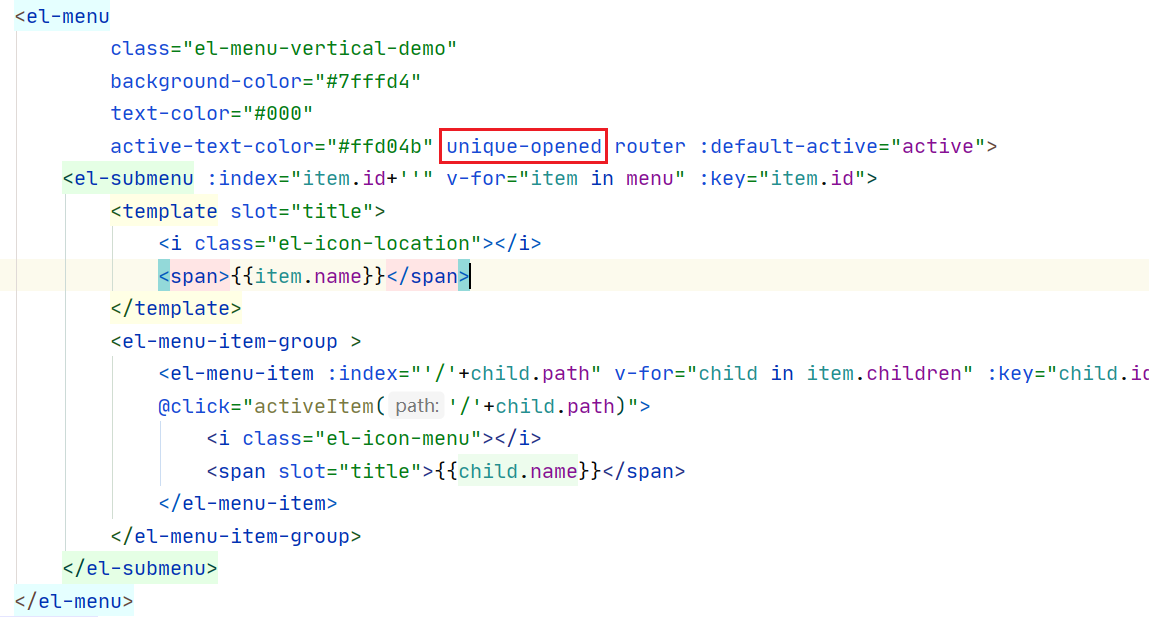 <el-menu
class="el-menu-vertical-demo"
background-color="#7fffd4"
text-color="#000"
active-text-color="#ffd04b" unique-opened router :default-active="active">
<el-submenu :index="item.id+''" v-for="item in menu" :key="item.id">
<template slot="title">
<i class="el-icon-location"></i>
<span>{{item.name}}</span>
</template>
<el-menu-item-group >
<el-menu-item :index="'/'+child.path" v-for="child in item.children" :key="child.id
@click="activeItem( path: '/'+child.path)">
<i class="el-icon-menu"></i>
<span slot="title">{{child.name}}</span>
</el-menu-item>
</el-menu-item-group>
</el-submenu>
</el-menu>